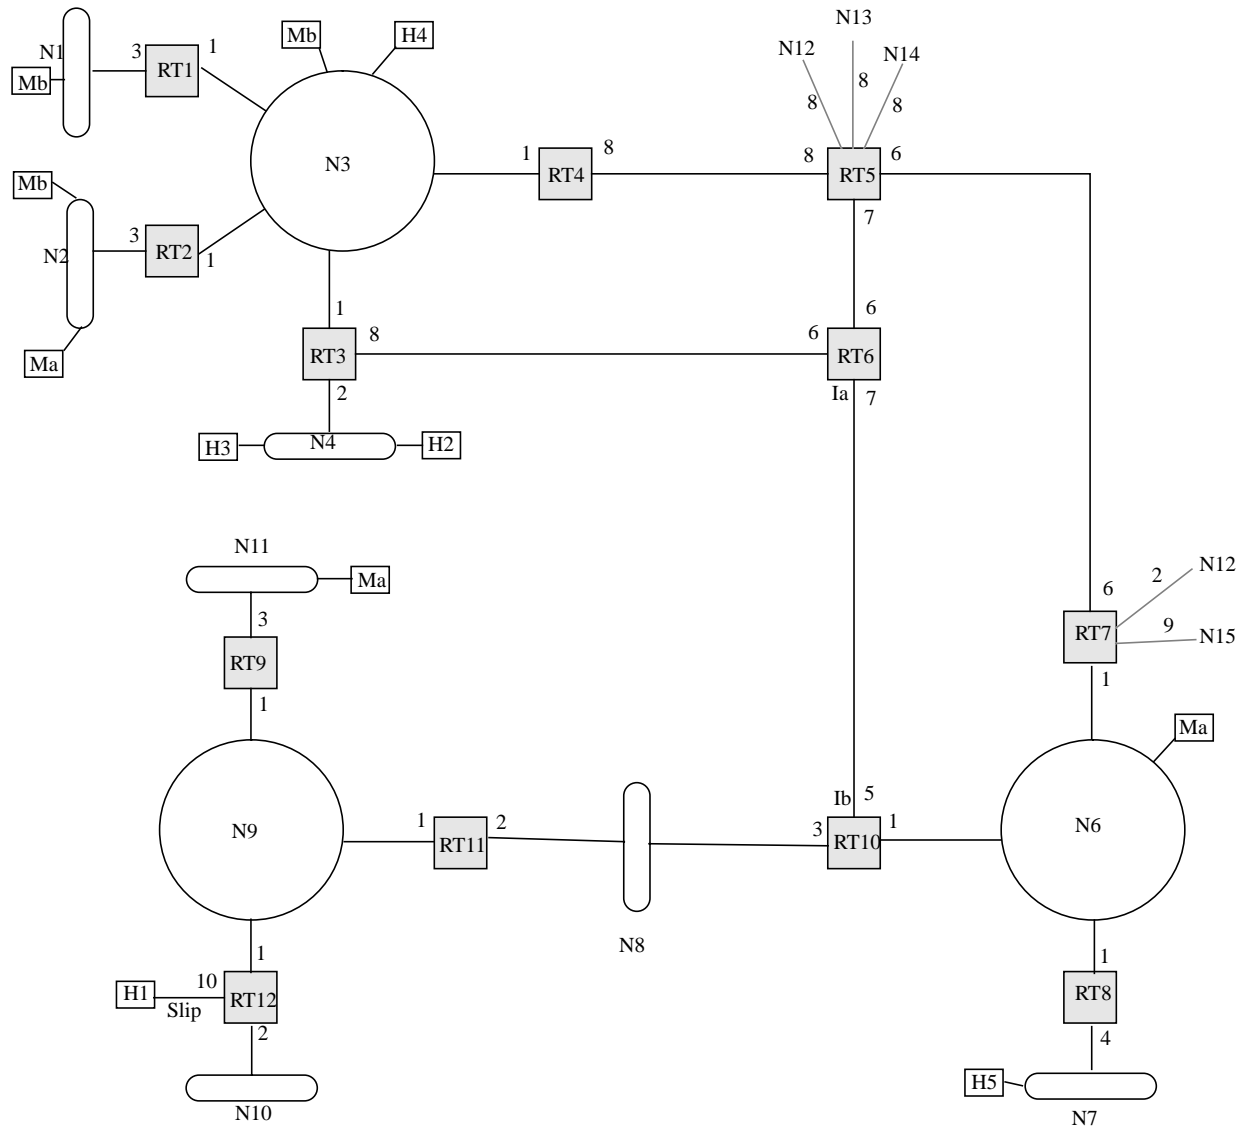 N13
N12
N14
N1
3
1
Mb
H4
RT1
Mb
8
8
8
N3
1
8
8
6
RT4
RT5
Mb
7
3
N2
RT2
1
1
6
8
6
RT3
RT6
Ma
2
Ia
7
H3
N4
H2
N11
Ma
N12
2
6
3
9
RT7
N15
RT9
1
1
Ma
Ib
5
1
2
3
1
N9
RT11
RT10
N6
N8
1
1
10
H1
RT12
RT8
Slip
2
4
H5
N10
N7